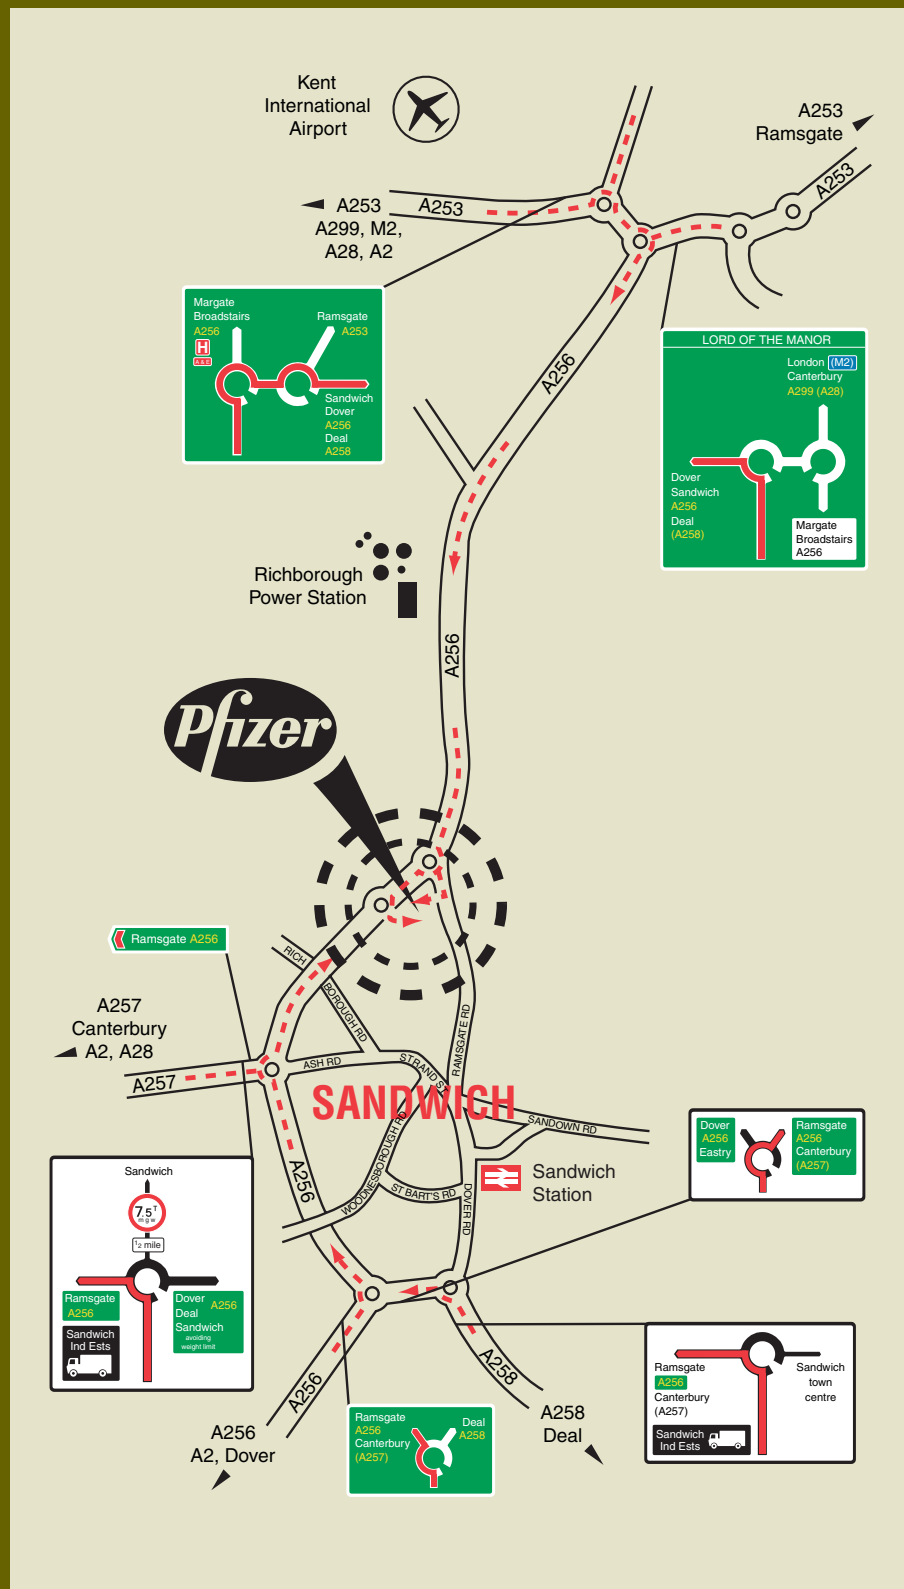 Kent
International
Airport
A253
Ramsgate
A253
A253
A299, M2,
A28, A2
A253
Margate
Broadstairs
A256
H
A & E
Ramsgate
A253
Sandwich
Dover
A256
Deal
A258
A256
LORD OF THE MANOR
London (M2)
Canterbury
A299 (A28)
Dover
Sandwich
A256
Deal
(A258)
Margate
Broadstairs
A256
Richborough
Power Station
A256
Pfizer
Ramsgate A256
RICH
BOROUGH RD
RAMSGATE RD
A257
Canterbury
A2, A28
A257
ASH RD
STRAND ST
SANDWICH
SANDOWN RD
WOODNESBOROUGH RD
ST BART'S RD
DOVER RD
A256
Sandwich
Station
Dover
A256
Eastry
Ramsgate
A256
Canterbury
(A257)
Sandwich
7.5T
m g w
1/2 mile
Ramsgate
A256
Sandwich
Ind Ests
Dover
Deal
A256
Sandwich
avoiding
weight limit
A256
A258
A256
A2, Dover
Ramsgate
A256
Canterbury
(A257)
Deal
A258
A258
Deal
Ramsgate
A256
Canterbury
(A257)
Sandwich
town
centre
Sandwich
Ind Ests